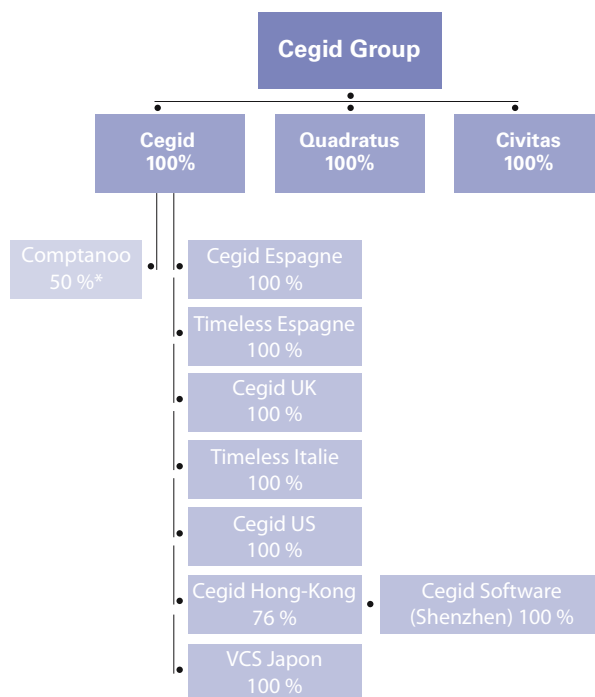 Cegid Group
Cegid
100%
Quadratus
100%
Civitas
100%
Comptanoo
50 %*
Cegid Espagne
100 %
Timeless Espagne
100 %
Cegid UK
100 %
Timeless Italie
100 %
Cegid US
100 %
Cegid Hong-Kong
76 %
Cegid Software
(Shenzhen) 100 %
VCS Japon
100 %